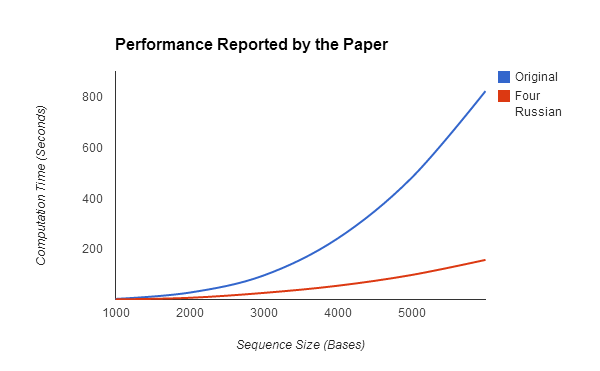 Performance Reported by the Paper
Original
Four
Russian
Computation Time (Seconds)
800
600
400
200
1000 2000 3000 4000 5000
Sequence Size (Bases)